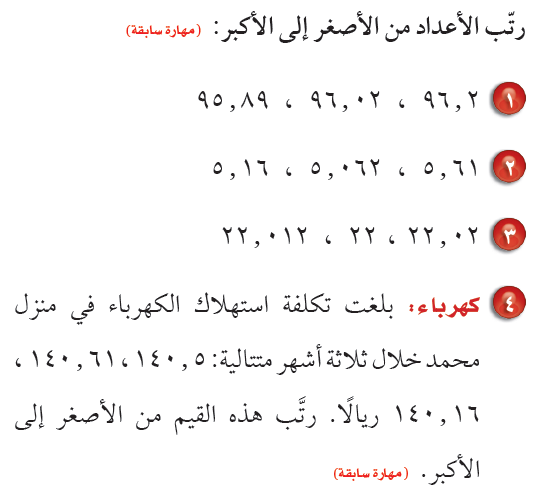 رتّب الأعداد من الأصغر إلى الأكبر: (مهارة سابقة)
١ ٩٦,٢ ، ٩٦,٠٢ ، ٩٥,٨٩
٢ ٥,٦١ ، ٥,٠٦٢ ، ٥,١٦
٣ ٢٢,٠٢ ، ٢٢ ، ٢٢,٠١٢
٤ كهرباء: بلغت تكلفة استهلاك الكهرباء في منزل
محمد خلال ثلاثة أشهر متتالية: ١٤٠,٥ ، ١٤٠,٦١ ،
١٤٠,١٦ ريالًا. رتَّب هذه القيم من الأصغر إلى
الأكبر. (مهارة سابقة)